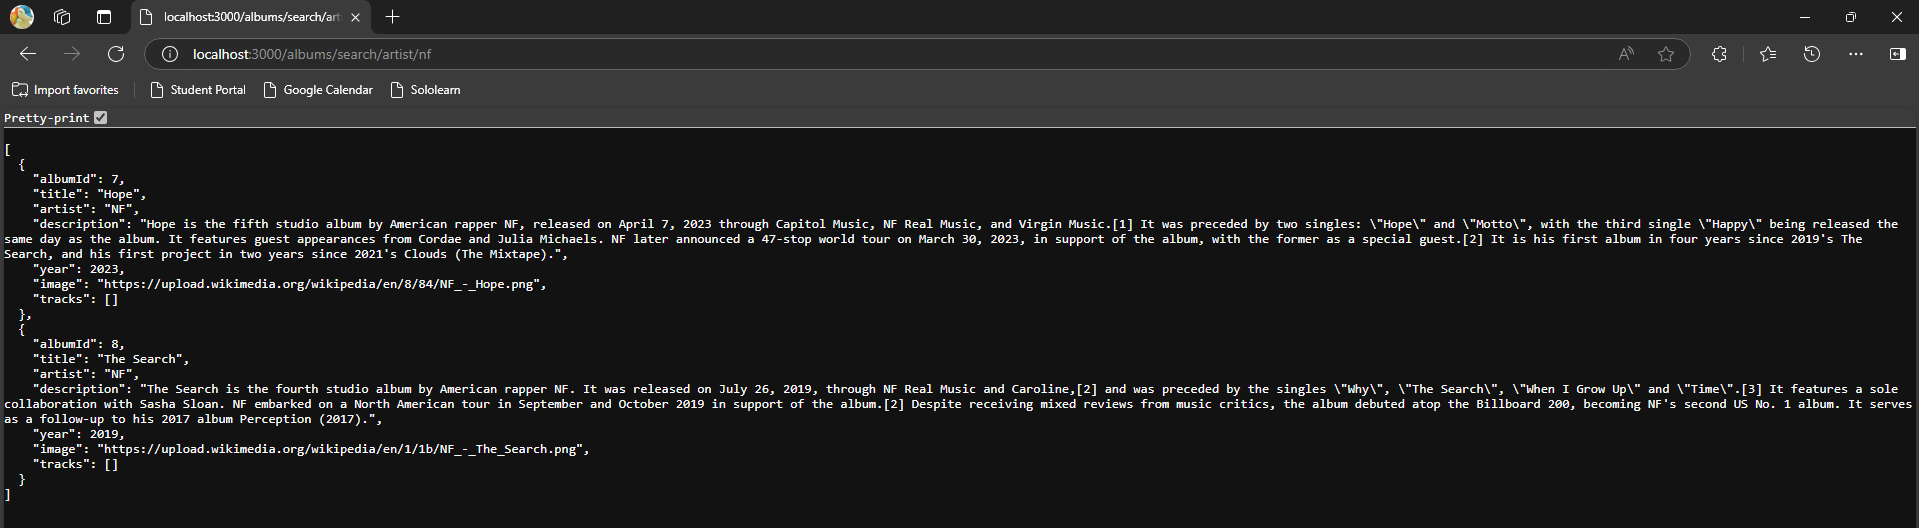 localhost:3000/albums/search/art
localhost:3000/albums/search/artist/nf
Import favorites
Student Portal
Google Calendar
Sololearn
Pretty-print
[
  {
    "albumId": 7,
    "title": "Hope",
    "artist": "NF",
    "description": "Hope is the fifth studio album by American rapper NF, released on April 7, 2023 through Capitol Music, NF Real Music, and Virgin Music.[1] It was preceded by two singles: \"Hope\" and \"Motto\", with the third single \"Happy\" being released the
same day as the album. It features guest appearances from Cordae and Julia Michaels. NF later announced a 47-stop world tour on March 30, 2023, in support of the album, with the former as a special guest.[2] It is his first album in four years since 2019's The
Search, and his first project in two years since 2021's Clouds (The Mixtape).",
    "year": 2023,
    "image": "https://upload.wikimedia.org/wikipedia/en/8/84/NF_-_Hope.png",
    "tracks": []
  },
  {
    "albumId": 8,
    "title": "The Search",
    "artist": "NF",
    "description": "The Search is the fourth studio album by American rapper NF. It was released on July 26, 2019, through NF Real Music and Caroline,[2] and was preceded by the singles \"Why\", \"The Search\", \"When I Grow Up\" and \"Time\".[3] It features a sole
collaboration with Sasha Sloan. NF embarked on a North American tour in September and October 2019 in support of the album.[2] Despite receiving mixed reviews from music critics, the album debuted atop the Billboard 200, becoming NF's second US No. 1 album. It serves
as a follow-up to his 2017 album Perception (2017).",
    "year": 2019,
    "image": "https://upload.wikimedia.org/wikipedia/en/1/1b/NF_-_The_Search.png",
    "tracks": []
  }
]